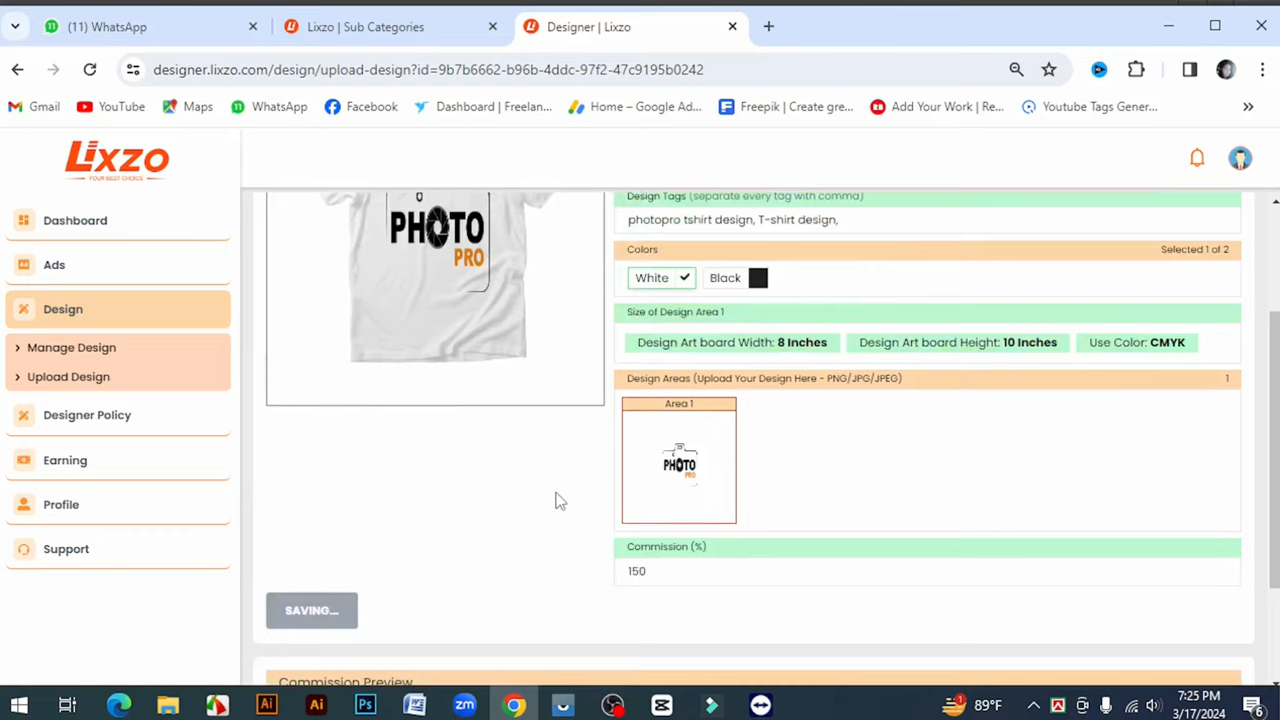 (11) WhatsApp
Lixzo | Sub Categories
Designer | Lixzo
designer.lixzo.com/design/upload-design?id=9b7b6662-b96b-4ddc-97f2-47c9195b0242
Gmail
YouTube
Maps
WhatsApp
Facebook
Dashboard | Freelan...
Home – Google Ad...
Freepik | Create gre...
Add Your Work | Re...
Youtube Tags Gener...
Lixzo
YOUR BEST CHOICE
Dashboard
Ads
Design
Manage Design
Upload Design
Designer Policy
Earning
Profile
Support
PHOTO
PRO
Design Tags (separate every tag with comma)
photopro tshirt design, T-shirt design,
Colors Selected 1 of 2
White Black
Size of Design Area 1
Design Art board Width: 8 Inches Design Art board Height: 10 Inches Use Color: CMYK
Design Areas (Upload Your Design Here - PNG/JPG/JPEG) 1
Area 1
PHOTO
PRO
Commission (%)
150
SAVING...
Commission Preview
89°F
7:25 PM
3/17/2024
6